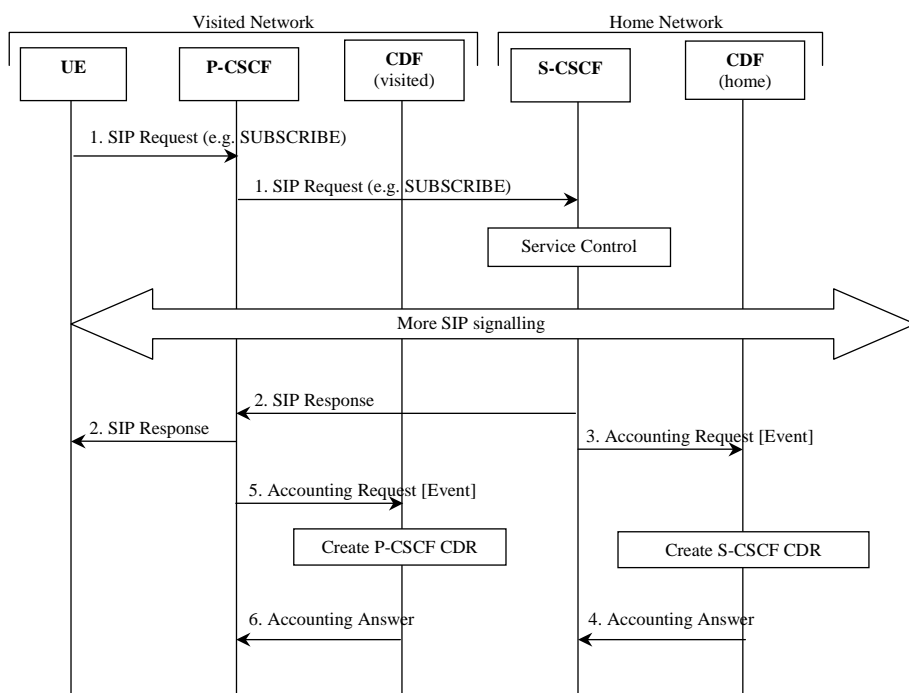 Visited Network
Home Network
UE
P-CSCF
CDF
(visited)
S-CSCF
CDF
(home)
1. SIP Request (e.g. SUBSCRIBE)
1. SIP Request (e.g. SUBSCRIBE)
Service Control
More SIP signalling
2. SIP Response
2. SIP Response
3. Accounting Request [Event]
5. Accounting Request [Event]
Create P-CSCF CDR
Create S-CSCF CDR
6. Accounting Answer
4. Accounting Answer